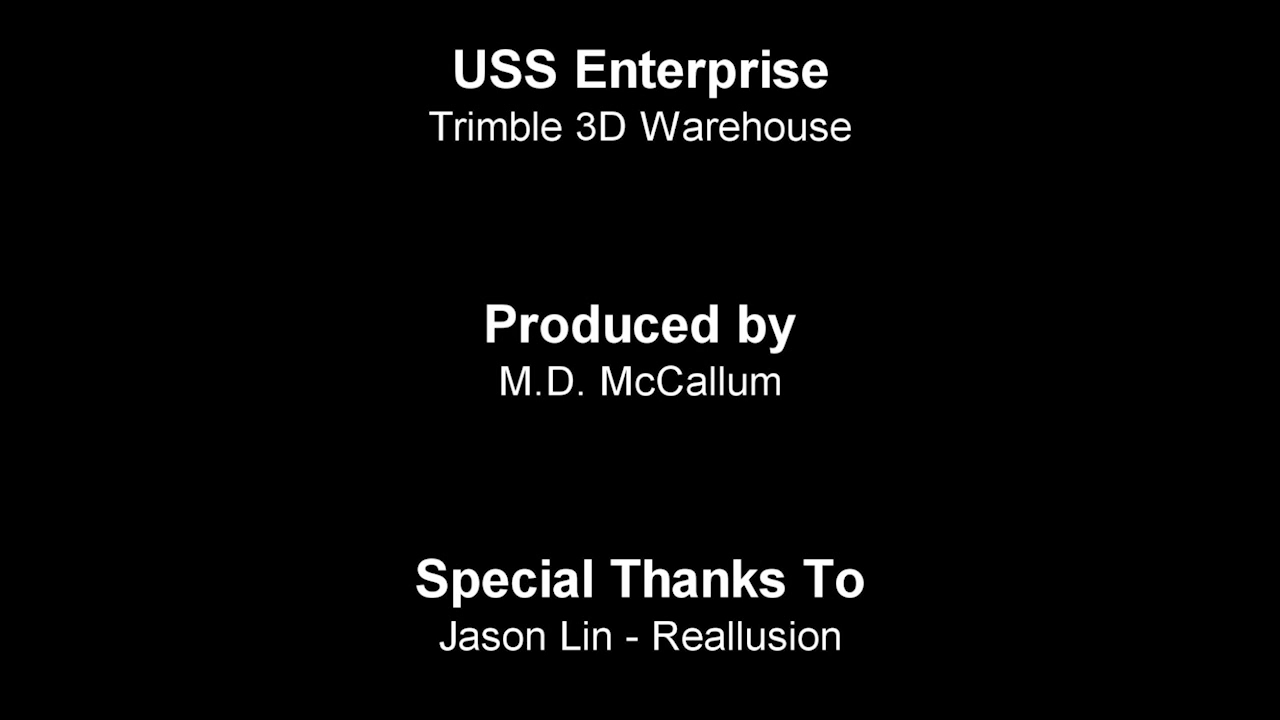 USS Enterprise
Trimble 3D Warehouse
Produced by
M.D. McCallum
Special Thanks To
Jason Lin - Reallusion